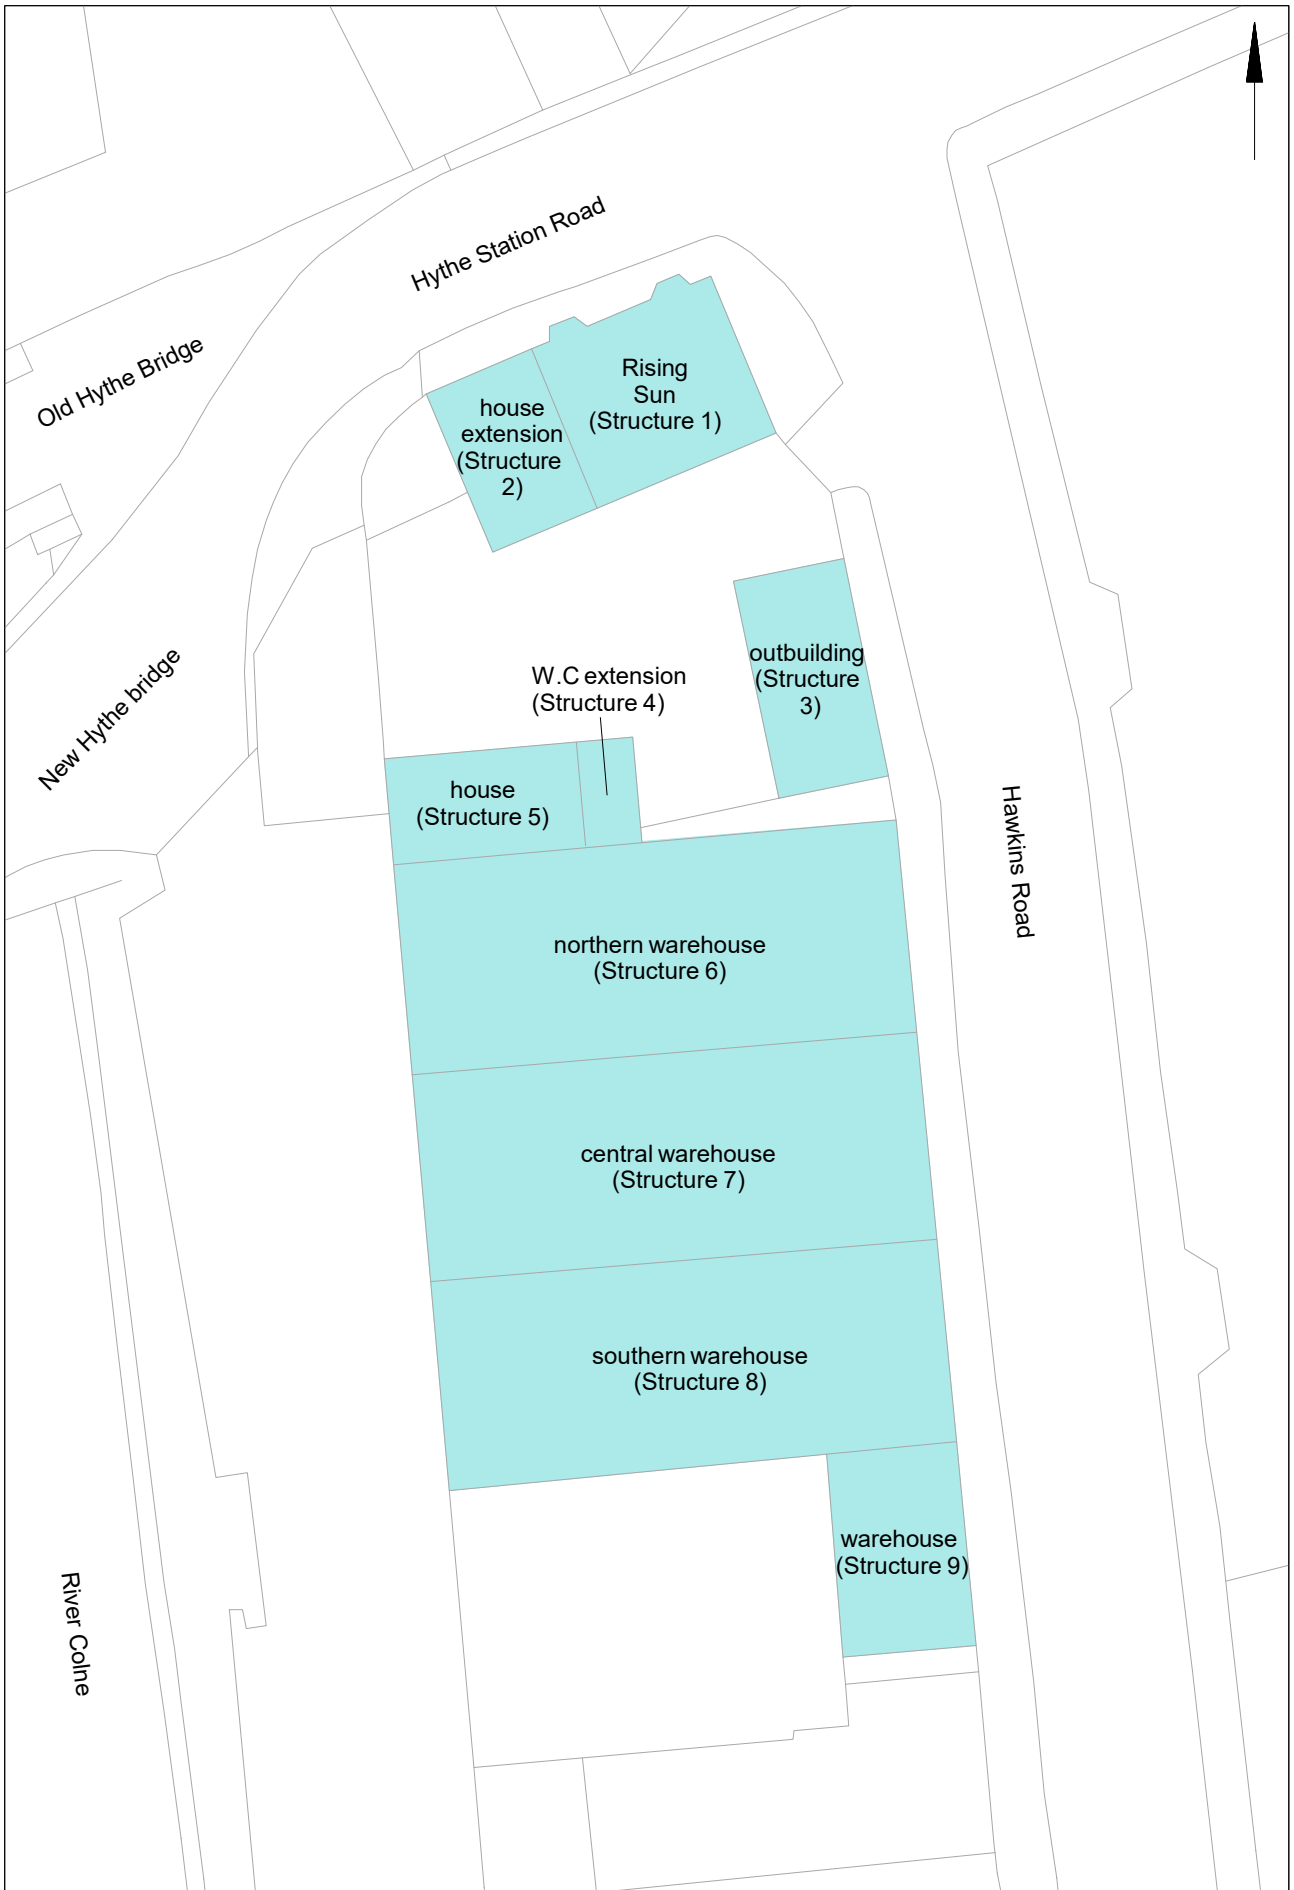 Hythe Station Road
Old Hythe Bridge
Rising
Sun
(Structure 1)
house
extension
(Structure
2)
outbuilding
(Structure
3)
W.C extension
(Structure 4)
New Hythe bridge
house
(Structure 5)
Hawkins Road
northern warehouse
(Structure 6)
central warehouse
(Structure 7)
southern warehouse
(Structure 8)
warehouse
(Structure 9)
River Colne